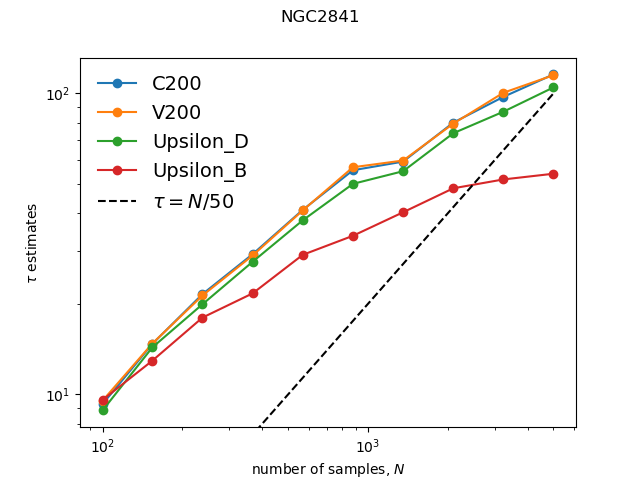 NGC2841
C200
V200
Upsilon_D
Upsilon_B
τ = N/50
τ estimates
10²
10¹
10²
10³
number of samples, N